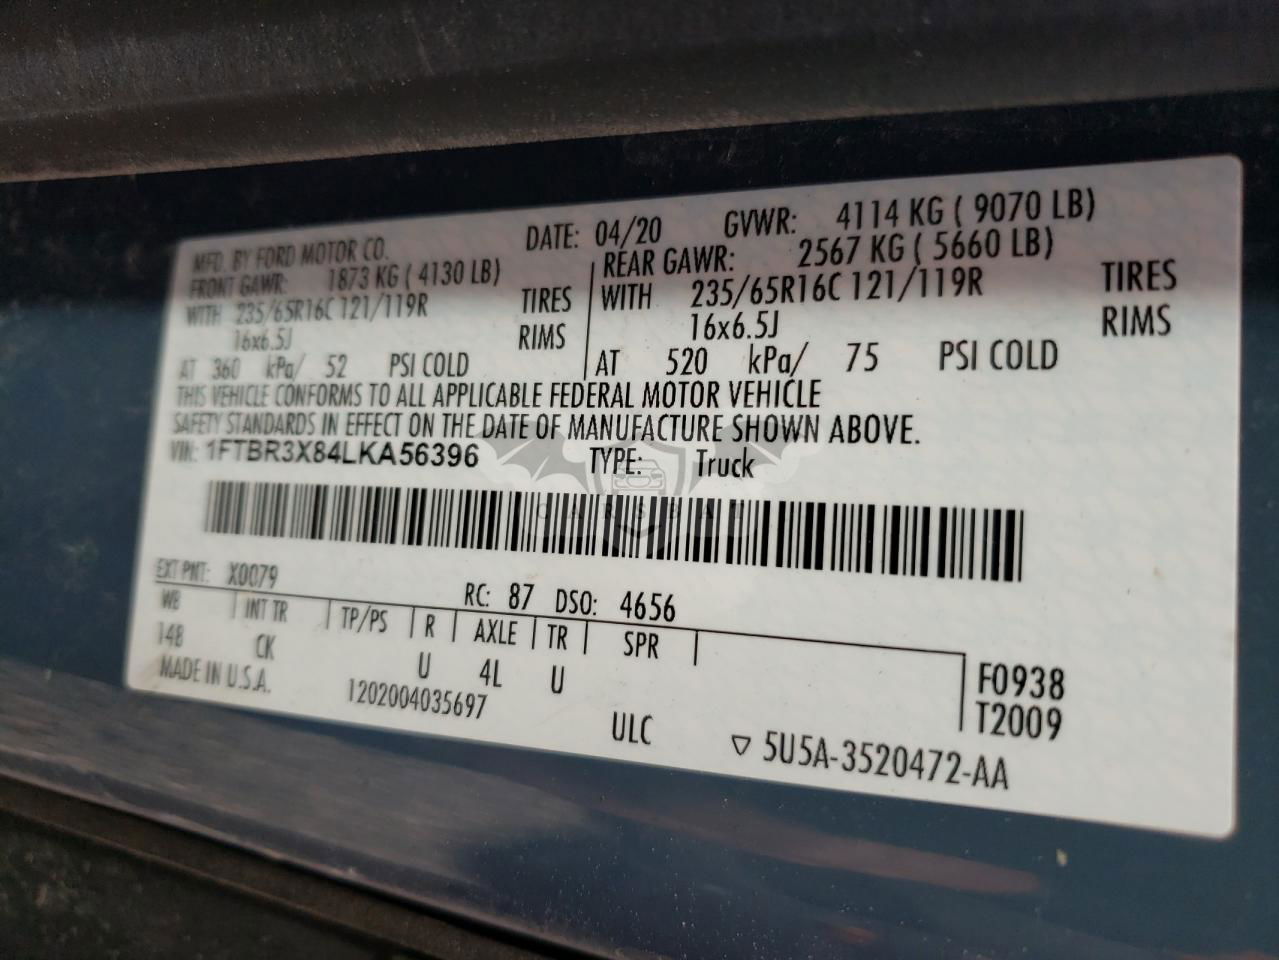 MFD. BY FORD MOTOR CO. DATE: 04/20 GVWR: 4114 KG ( 9070 LB)
FRONT GAWR: 1873 KG ( 4130 LB) REAR GAWR: 2567 KG ( 5660 LB)
WITH 235/65R16C 121/119R TIRES WITH 235/65R16C 121/119R TIRES
16x6.5J RIMS 16x6.5J RIMS
AT 360 kPa/ 52 PSI COLD AT 520 kPa/ 75 PSI COLD
THIS VEHICLE CONFORMS TO ALL APPLICABLE FEDERAL MOTOR VEHICLE
SAFETY STANDARDS IN EFFECT ON THE DATE OF MANUFACTURE SHOWN ABOVE.
VIN: 1FTBR3X84LKA56396 TYPE: Truck
CARSBAT
EXT PNT: X0079 RC: 87 DSO: 4656
WB INT TR TP/PS R AXLE TR SPR
148 CK U 4L U F0938
MADE IN U.S.A. 1202004035697 T2009
ULC ▽ 5U5A-3520472-AA